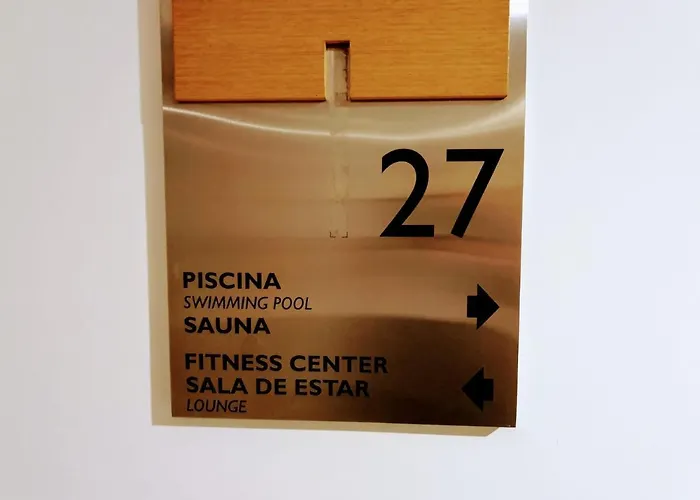 27
PISCINA
SWIMMING POOL
SAUNA
FITNESS CENTER
SALA DE ESTAR
LOUNGE